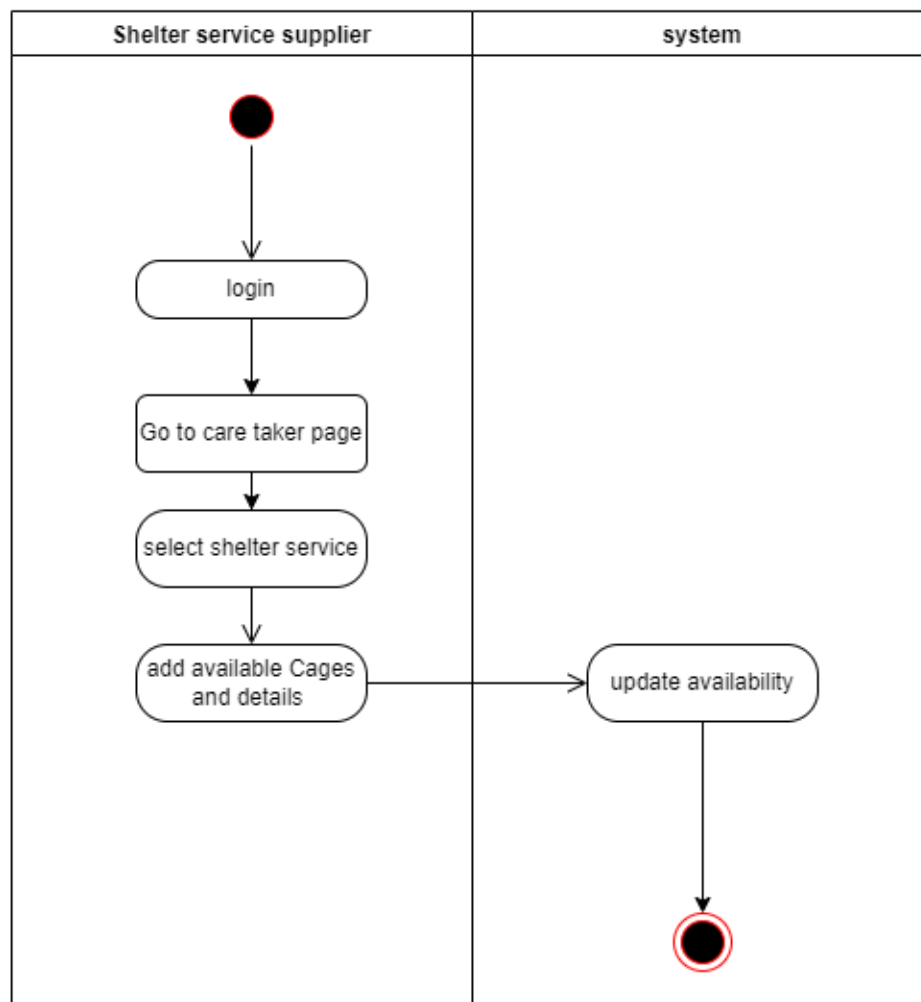 Shelter service supplier
system
login
Go to care taker page
select shelter service
add available Cages
and details
update availability